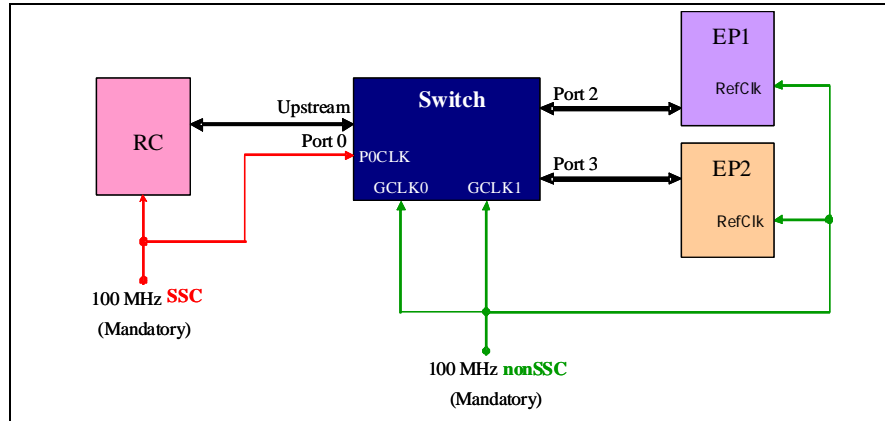 EP1
RefClk
Switch
Port 2
Upstream
RC
Port 0
P0CLK
Port 3
EP2
GCLK0 GCLK1
RefClk
100 MHz SSC
(Mandatory)
100 MHz nonSSC
(Mandatory)